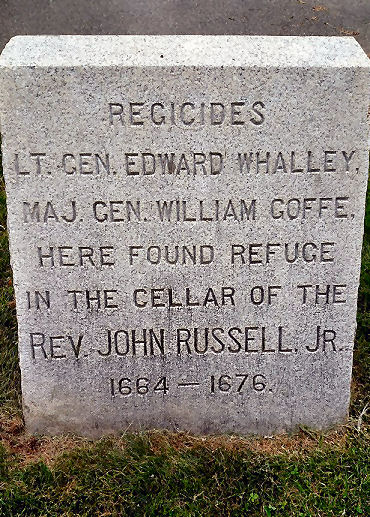 REGICIDES
LT. GEN. EDWARD WHALLEY,
MAJ. GEN. WILLIAM GOFFE,
HERE FOUND REFUGE
IN THE CELLAR OF THE
REV. JOHN RUSSELL, JR.
1664 — 1676.